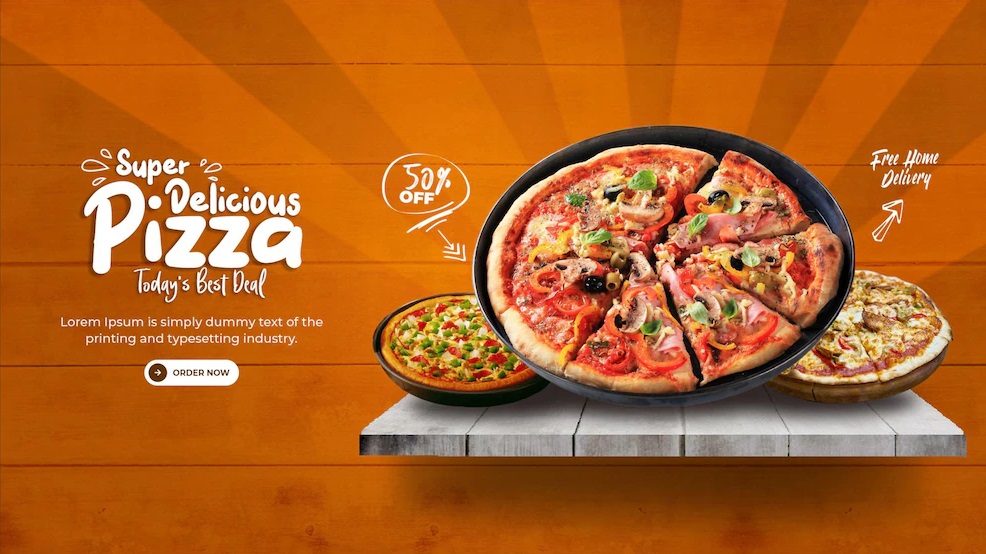 Super
Delicious
Pizza
Today's Best Deal
Lorem Ipsum is simply dummy text of the
printing and typesetting industry.
ORDER NOW
50%
OFF
Free Home
Delivery